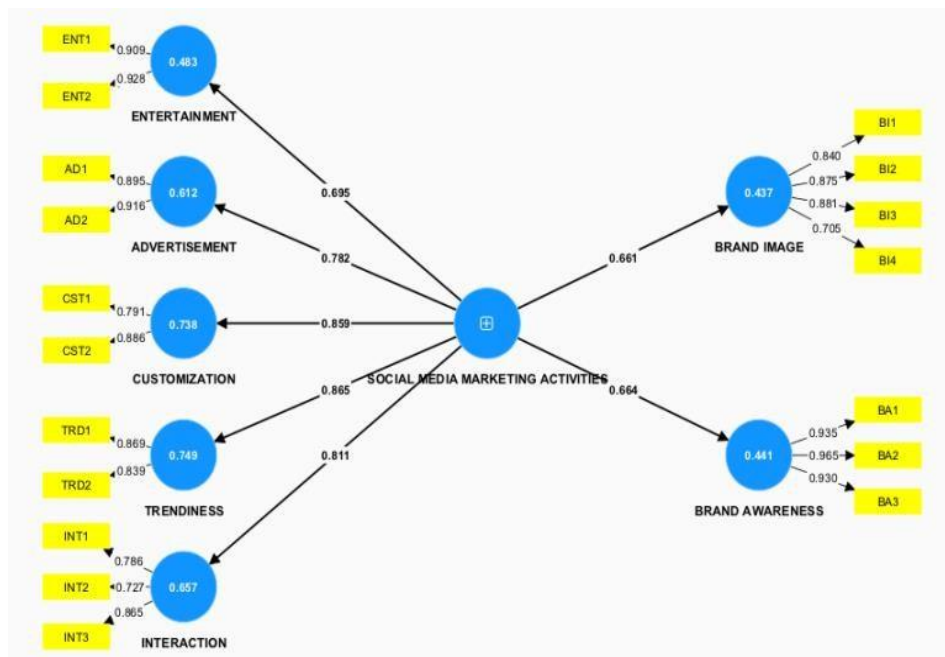 ENT1
0.909
0.483
0.928
ENT2
ENTERTAINMENT
AD1
0.895
0.612
0.916
AD2
ADVERTISEMENT
CST1
0.791
0.738
0.886
CST2
CUSTOMIZATION
TRD1
0.869
0.749
0.839
TRD2
TRENDINESS
INT1
0.786
INT2
0.727
0.657
0.865
INT3
INTERACTION
0.695
0.782
0.859
0.865
0.811
SOCIAL MEDIA MARKETING ACTIVITIES
0.661
0.664
BI1
0.840
BI2
0.875
0.437
0.881
BI3
0.705
BI4
BRAND IMAGE
BA1
0.935
0.441
0.965
BA2
0.930
BA3
BRAND AWARENESS